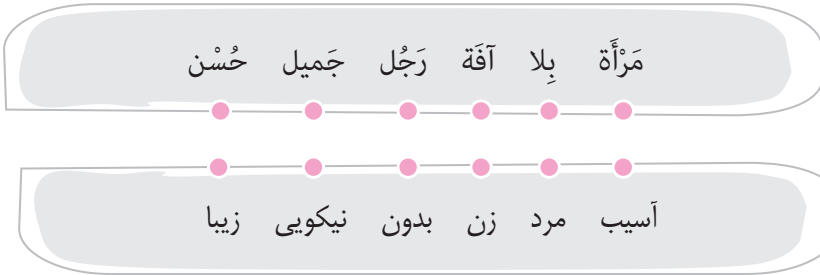 مَرْأَة بِلا آفَة رَجُل جَميل حُسْن
آسیب مرد زن بدون نیکویی زیبا